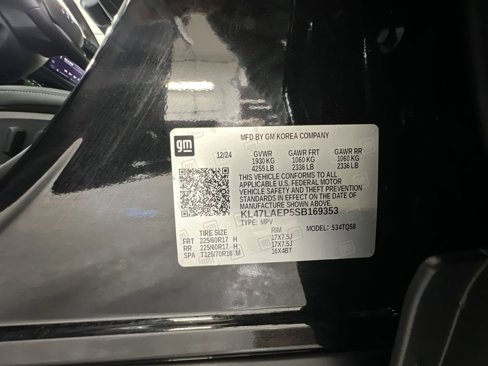 gm
MFD BY GM KOREA COMPANY
12/24 GVWR GAWR FRT GAWR RR
1930 KG 1060 KG 1060 KG
4255 LB 2336 LB 2336 LB
THIS VEHICLE CONFORMS TO ALL
APPLICABLE U.S. FEDERAL MOTOR
VEHICLE SAFETY AND THEFT PREVENTION
STANDARDS IN EFFECT ON THE DATE OF
MANUFACTURE SHOWN ABOVE.
KL47LAEP5SB169353
TYPE: MPV MODEL: 534TQ58
TIRE SIZE RIM
FRT 225/60R17 H 17X7.5J
RR 225/60R17 H 17X7.5J
SPA T125/70R16 M 16X4BT